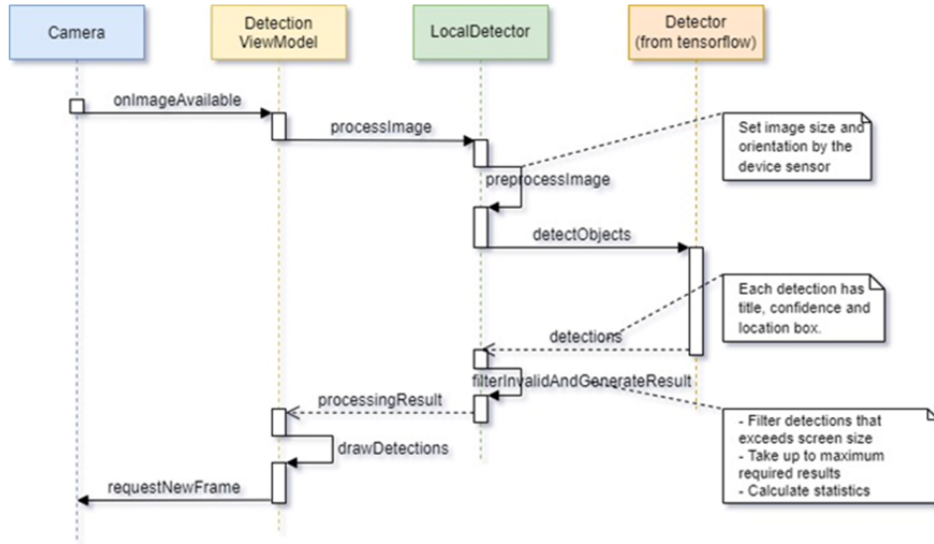 Camera
Detection
ViewModel
LocalDetector
Detector
(from tensorflow)
onImageAvailable
processImage
Set image size and
orientation by the
device sensor
preprocessImage
detectObjects
Each detection has
title, confidence and
location box.
detections
filterInvalidAndGenerateResult
processingResult
- Filter detections that
exceeds screen size
- Take up to maximum
required results
- Calculate statistics
drawDetections
requestNewFrame